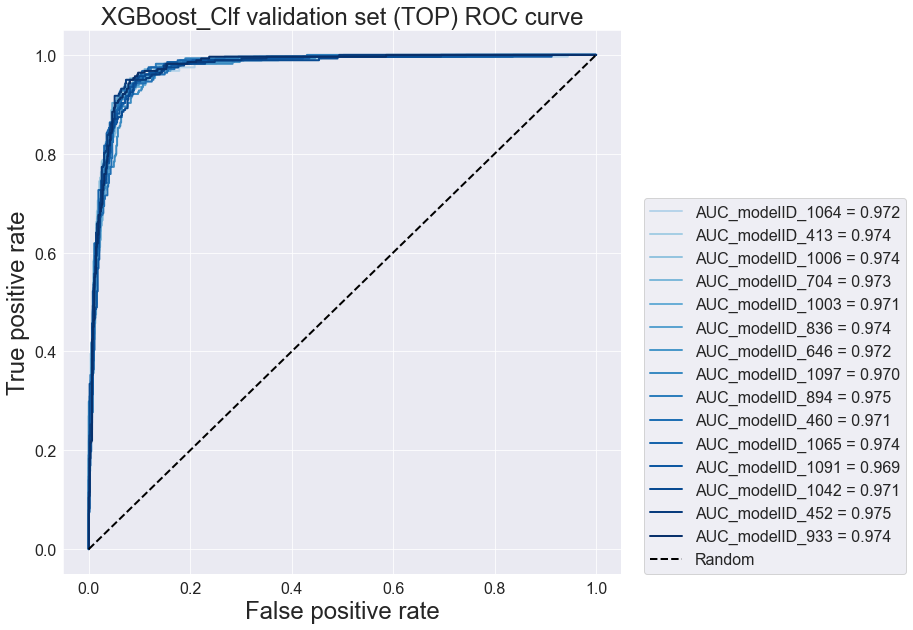 XGBoost_Clf validation set (TOP) ROC curve
True positive rate
1.0
0.8
0.6
0.4
0.2
0.0
0.0 0.2 0.4 0.6 0.8 1.0
False positive rate
AUC_modelID_1064 = 0.972
AUC_modelID_413 = 0.974
AUC_modelID_1006 = 0.974
AUC_modelID_704 = 0.973
AUC_modelID_1003 = 0.971
AUC_modelID_836 = 0.974
AUC_modelID_646 = 0.972
AUC_modelID_1097 = 0.970
AUC_modelID_894 = 0.975
AUC_modelID_460 = 0.971
AUC_modelID_1065 = 0.974
AUC_modelID_1091 = 0.969
AUC_modelID_1042 = 0.971
AUC_modelID_452 = 0.975
AUC_modelID_933 = 0.974
Random